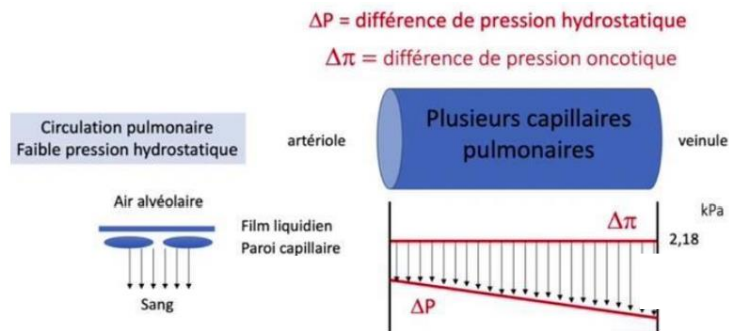 ΔP = différence de pression hydrostatique
Δπ = différence de pression oncotique
Circulation pulmonaire
Faible pression hydrostatique
artériole
Plusieurs capillaires
pulmonaires
veinule
Air alvéolaire
Film liquidien
Paroi capillaire
Sang
kPa
Δπ
2,18
ΔP